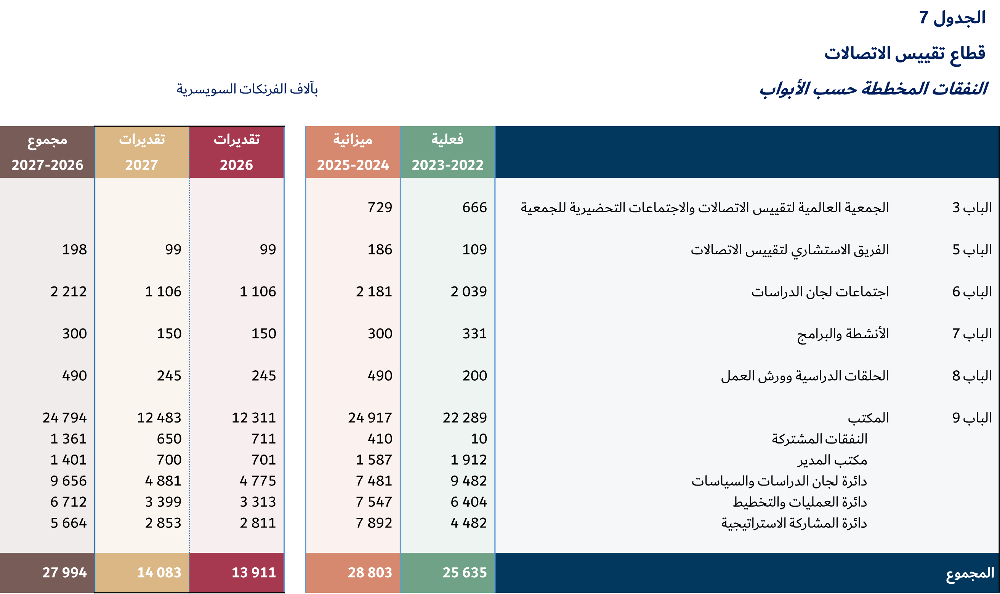 الجدول 7
قطاع تقييس الاتصالات
النفقات المخططة حسب الأبواب
بآلاف الفرنكات السويسرية
فعلية ميزانية تقديرات تقديرات مجموع
2023-2022 2025-2024 2026 2027 2027-2026
الباب 3 الجمعية العالمية لتقييس الاتصالات والاجتماعات التحضيرية للجمعية 666 729
الباب 5 الفريق الاستشاري لتقييس الاتصالات 109 186 99 99 198
الباب 6 اجتماعات لجان الدراسات 2 039 2 181 1 106 1 106 2 212
الباب 7 الأنشطة والبرامج 331 300 150 150 300
الباب 8 الحلقات الدراسية وورش العمل 200 490 245 245 490
الباب 9 المكتب 22 289 24 917 12 311 12 483 24 794
النفقات المشتركة 10 410 711 650 1 361
مكتب المدير 1 912 1 587 701 700 1 401
دائرة لجان الدراسات والسياسات 9 482 7 481 4 775 4 881 9 656
دائرة العمليات والتخطيط 6 404 7 547 3 313 3 399 6 712
دائرة المشاركة الاستراتيجية 4 482 7 892 2 811 2 853 5 664
المجموع 25 635 28 803 13 911 14 083 27 994